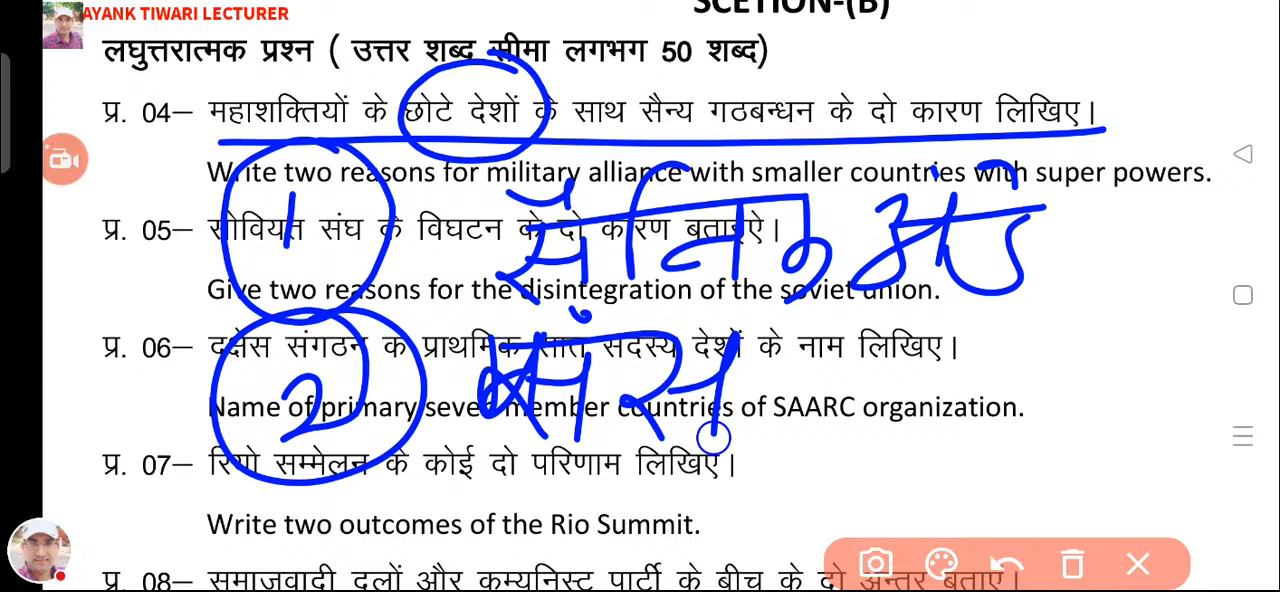 SCETION-(B)
AYANK TIWARI LECTURER
लघुत्तरात्मक प्रश्न ( उत्तर शब्द सीमा लगभग 50 शब्द)
प्र. 04– महाशक्तियों के छोटे देशों के साथ सैन्य गठबन्धन के दो कारण लिखिए।
Write two reasons for military alliance with smaller countries with super powers.
प्र. 05– सोवियत संघ के विघटन के दो कारण बताइऐ।
1 सैनिक
Give two reasons for the disintegration of the soviet union.
प्र. 06– दक्षेस संगठन के प्राथमिक सात सदस्य देशों के नाम लिखिए।
2
Name of primary seven member countries of SAARC organization.
प्र. 07– रियो सम्मेलन के कोई दो परिणाम लिखिए।
Write two outcomes of the Rio Summit.
प्र. 08– समाजवादी दलों और कम्युनिस्ट पार्टी के बीच के दो अन्तर बताएं।